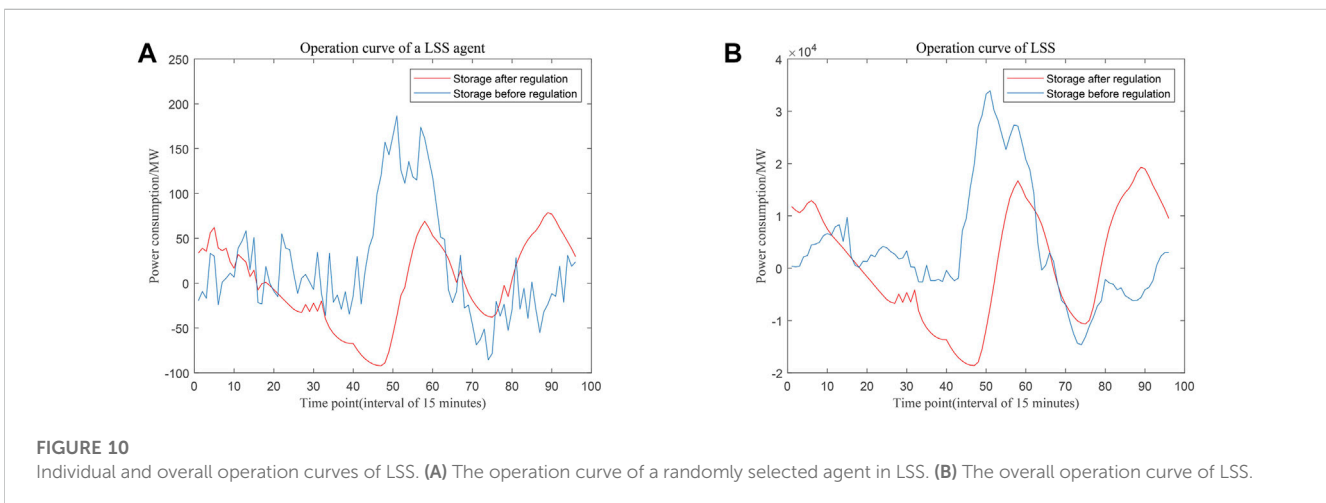 A
Operation curve of a LSS agent
250
200
150
100
50
0
-50
-100
Power consumption/MW
Storage after regulation
Storage before regulation
0 10 20 30 40 50 60 70 80 90 100
Time point(interval of 15 minutes)
B
Operation curve of LSS
× 10⁴
4
3
2
1
0
-1
-2
Power consumption/MW
Storage after regulation
Storage before regulation
0 10 20 30 40 50 60 70 80 90 100
Time point(interval of 15 minutes)
FIGURE 10
Individual and overall operation curves of LSS. (A) The operation curve of a randomly selected agent in LSS. (B) The overall operation curve of LSS.